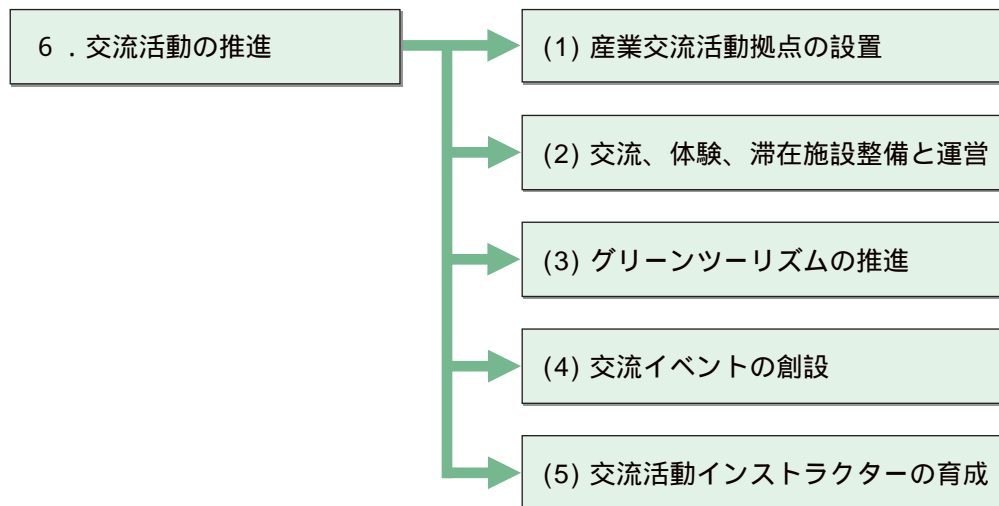 ６．交流活動の推進
(1) 産業交流活動拠点の設置
(2) 交流、体験、滞在施設整備と運営
(3) グリーンツーリズムの推進
(4) 交流イベントの創設
(5) 交流活動インストラクターの育成